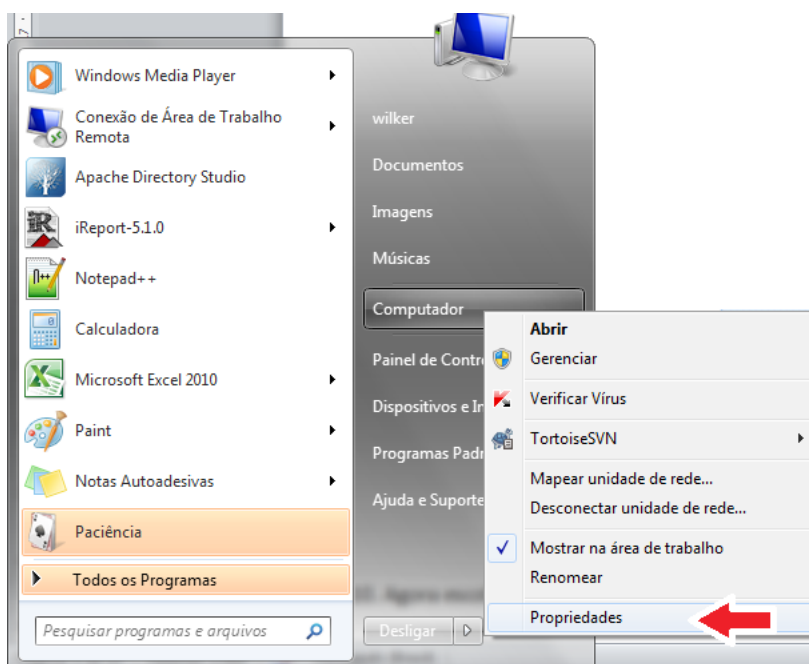 Windows Media Player
Conexão de Área de Trabalho
Remota
Apache Directory Studio
iReport-5.1.0
Notepad++
Calculadora
Microsoft Excel 2010
Paint
Notas Autoadesivas
Paciência
Todos os Programas
Pesquisar programas e arquivos
wilker
Documentos
Imagens
Músicas
Computador
Painel de Contr
Dispositivos e
Programas Padr
Ajuda e Suporte
Desligar
Abrir
Gerenciar
Verificar Vírus
TortoiseSVN
Mapear unidade de rede...
Desconectar unidade de rede...
Mostrar na área de trabalho
Renomear
Propriedades